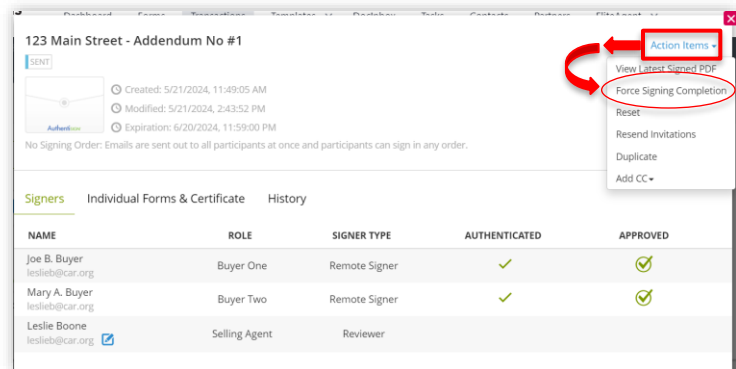 Dashboard Forms Transactions Templates DocuBox Tasks Contacts Partners EliteAgent
123 Main Street - Addendum No #1
Action Items
SENT
View Latest Signed PDF
Force Signing Completion
Reset
Resend Invitations
Duplicate
Add CC
Created: 5/21/2024, 11:49:05 AM
Modified: 5/21/2024, 2:43:52 PM
Expiration: 6/20/2024, 11:59:00 PM
Authentisign
No Signing Order: Emails are sent out to all participants at once and participants can sign in any order.
Signers Individual Forms & Certificate History
NAME ROLE SIGNER TYPE AUTHENTICATED APPROVED
Joe B. Buyer
leslieb@car.org
Buyer One Remote Signer
Mary A. Buyer
leslieb@car.org
Buyer Two Remote Signer
Leslie Boone
leslieb@car.org
Selling Agent Reviewer